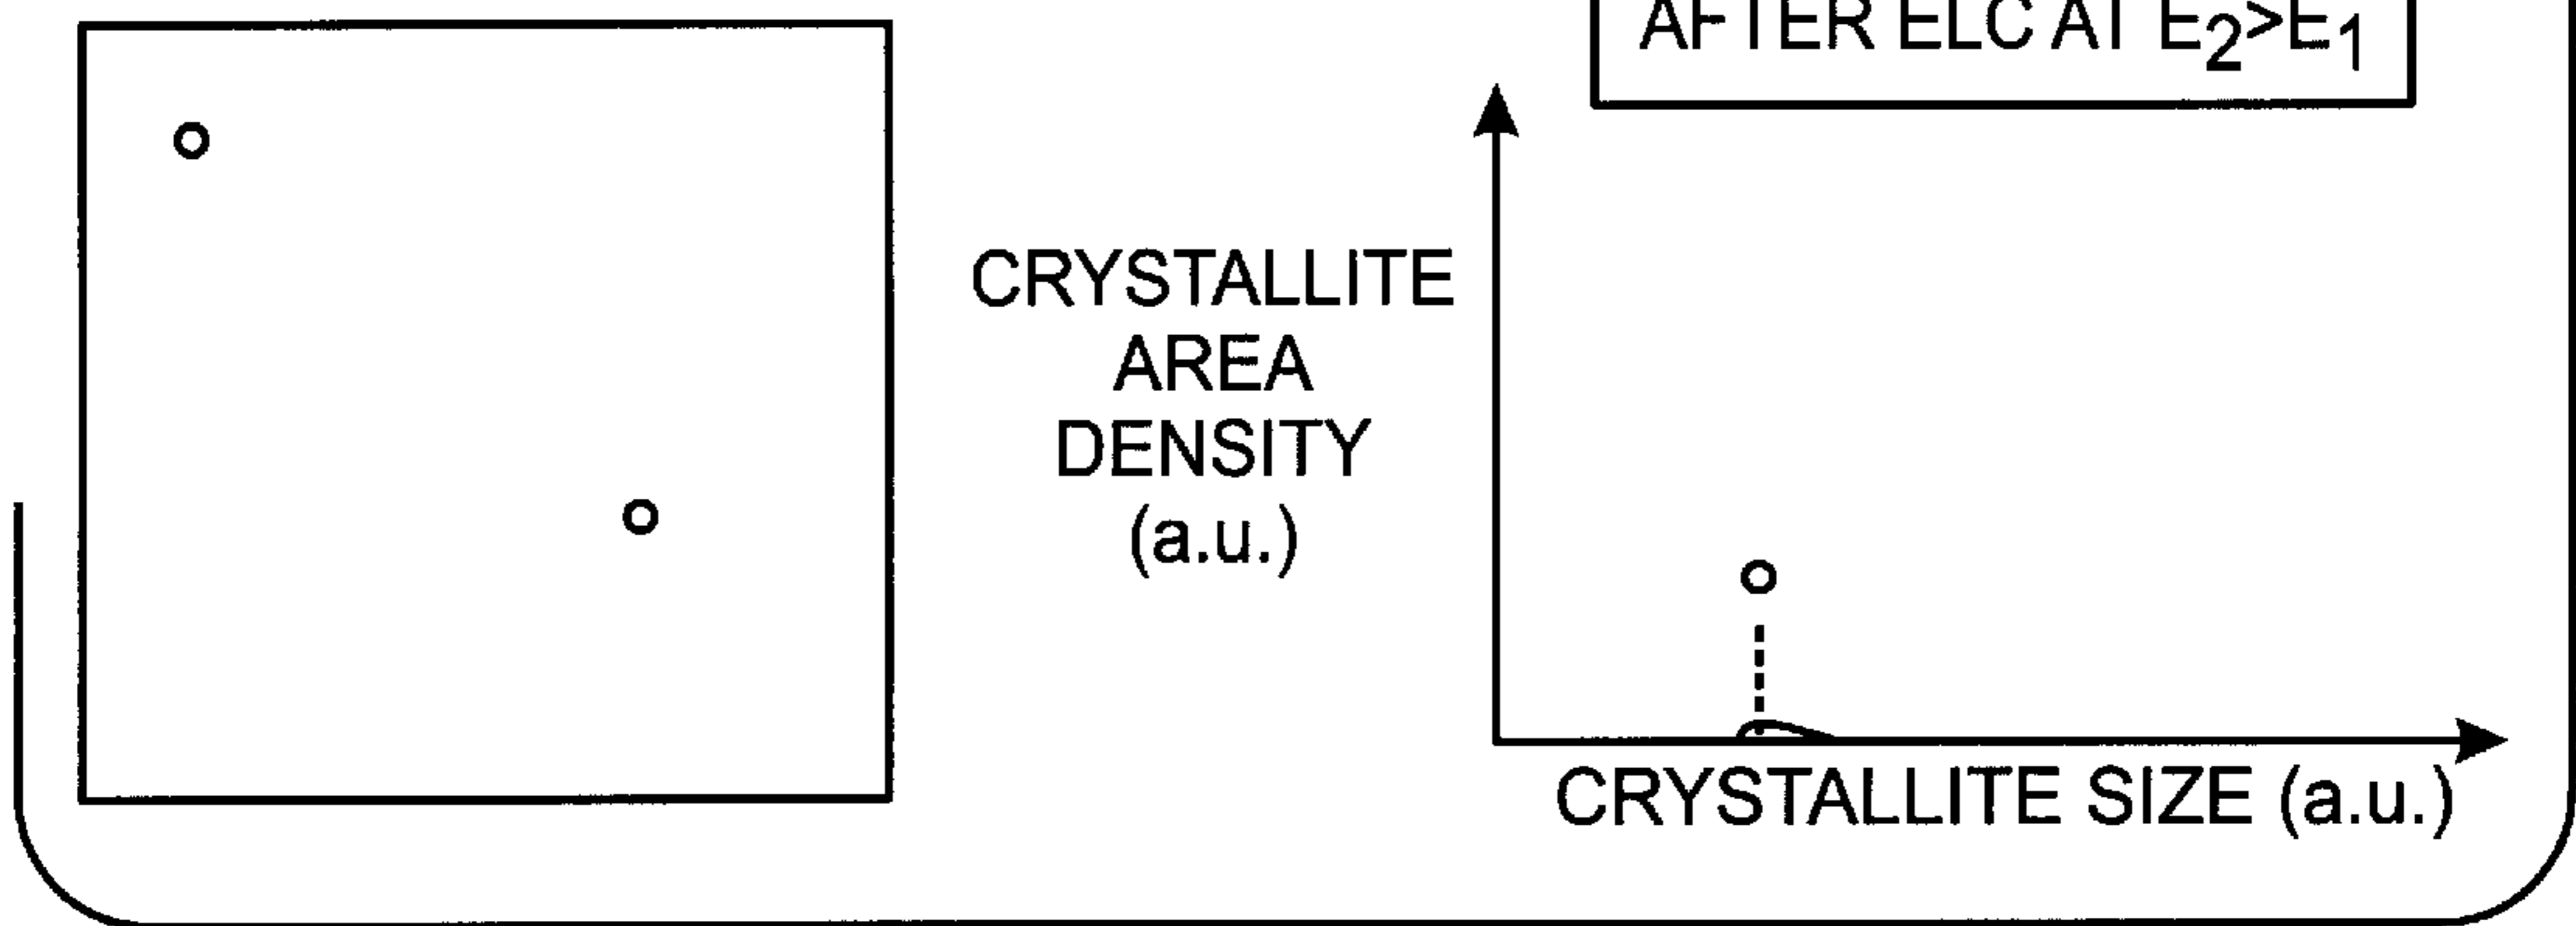 AFTER ELC AT E2>E1
CRYSTALLITE
AREA
DENSITY
(a.u.)
CRYSTALLITE SIZE (a.u.)